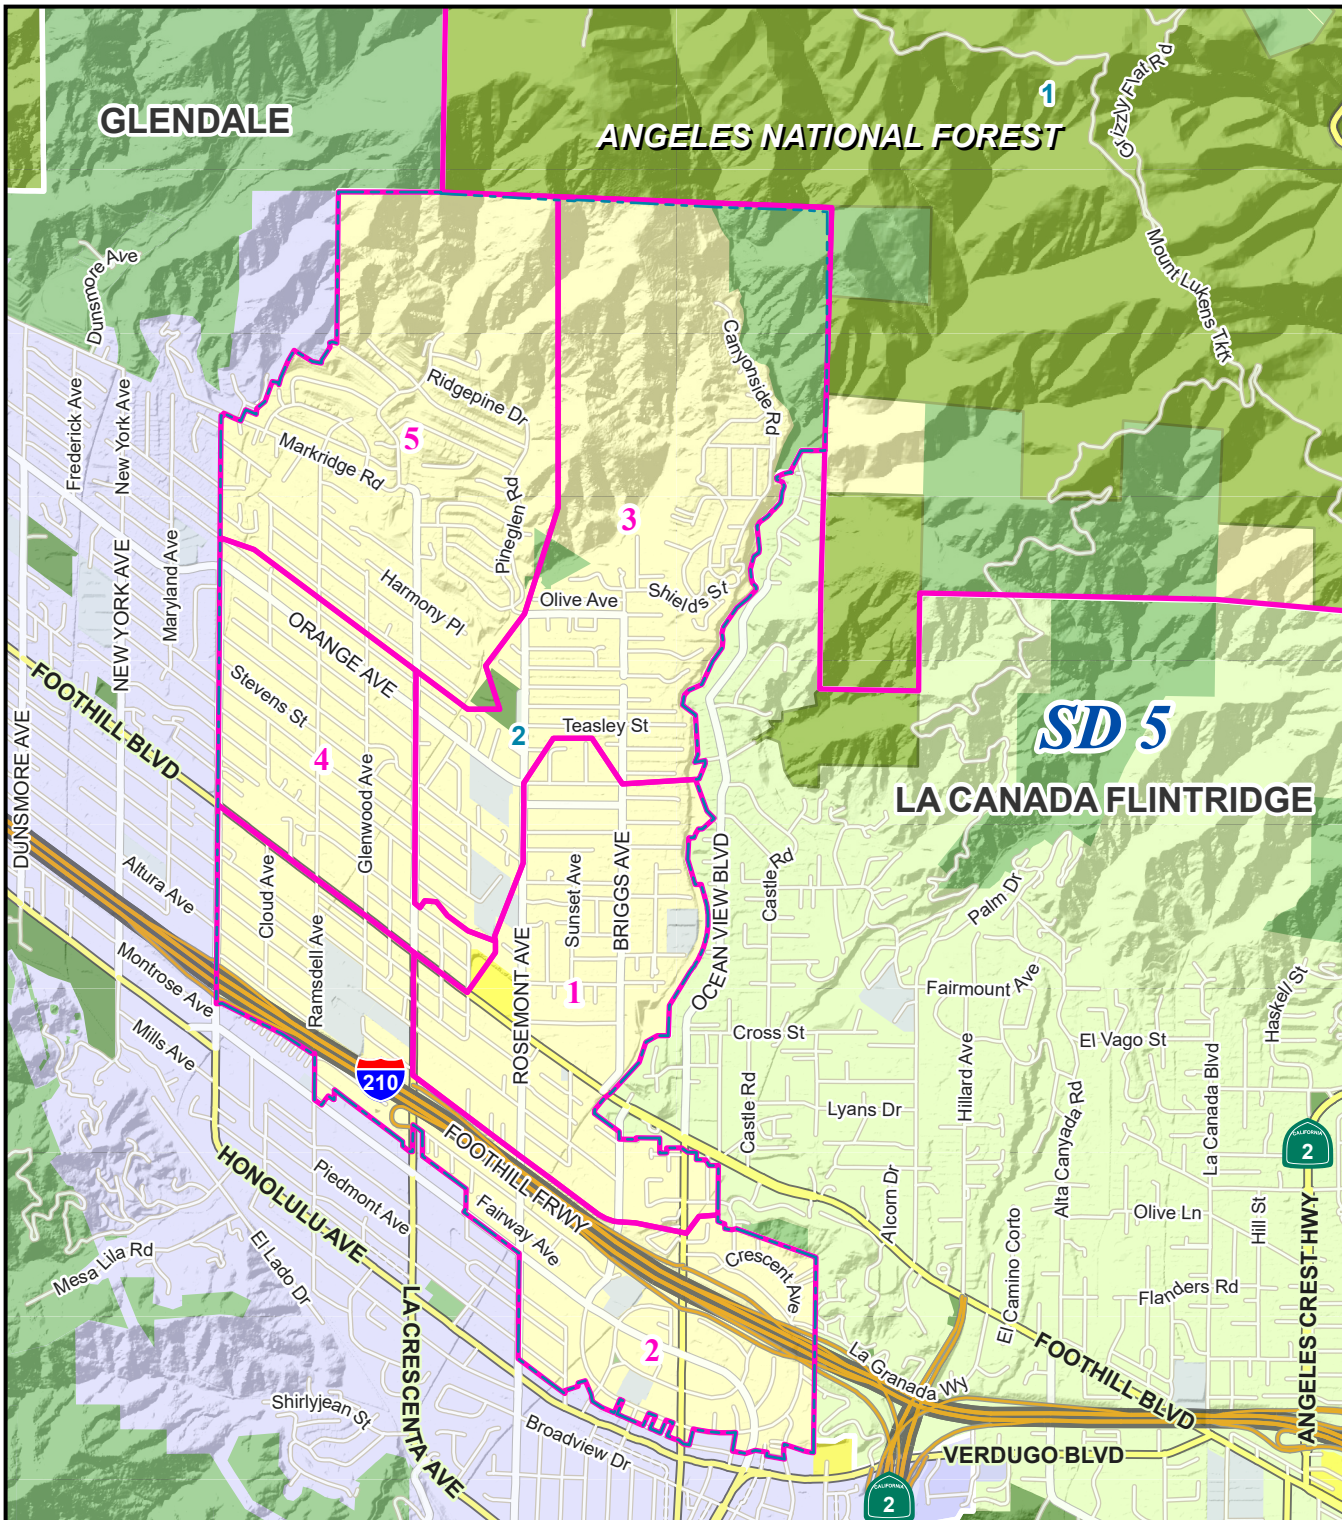 GLENDALE
ANGELES NATIONAL FOREST
1
Grizzly Flat Rd
Mount Lukens Trk
Dunsmore Ave
Canyonside Rd
Ridgepine Dr
Frederick Ave
New York Ave
5
Markridge Rd
Pineglen Rd
3
Maryland Ave
NEW YORK AVE
Harmony Pl
Olive Ave
Shields St
ORANGE AVE
Stevens St
FOOTHILL BLVD
DUNSMORE AVE
2
Teasley St
SD 5
4
Glenwood Ave
LA CANADA FLINTRIDGE
Altura Ave
Cloud Ave
Ramsdell Ave
Sunset Ave
BRIGGS AVE
OCEAN VIEW BLVD
Castle Rd
Palm Dr
Montrose Ave
Mills Ave
ROSEMONT AVE
1
Fairmount Ave
Haskell St
Cross St
El Vago St
210
Castle Rd
Lyans Dr
Hillard Ave
Alta Canyada Rd
La Canada Blvd
CALIFORNIA
2
FOOTHILL FRWY
HONOLULU AVE
Piedmont Ave
Fairway Ave
Alcorn Dr
El Camino Corto
Olive Ln
Hill St
ANGELES CREST HWY
Mesa Lila Rd
El Lado Dr
Crescent Ave
Flanders Rd
LA CRESCENTA AVE
2
La Granada Wy
FOOTHILL BLVD
Shirlyjean St
Broadview Dr
VERDUGO BLVD
CALIFORNIA
2